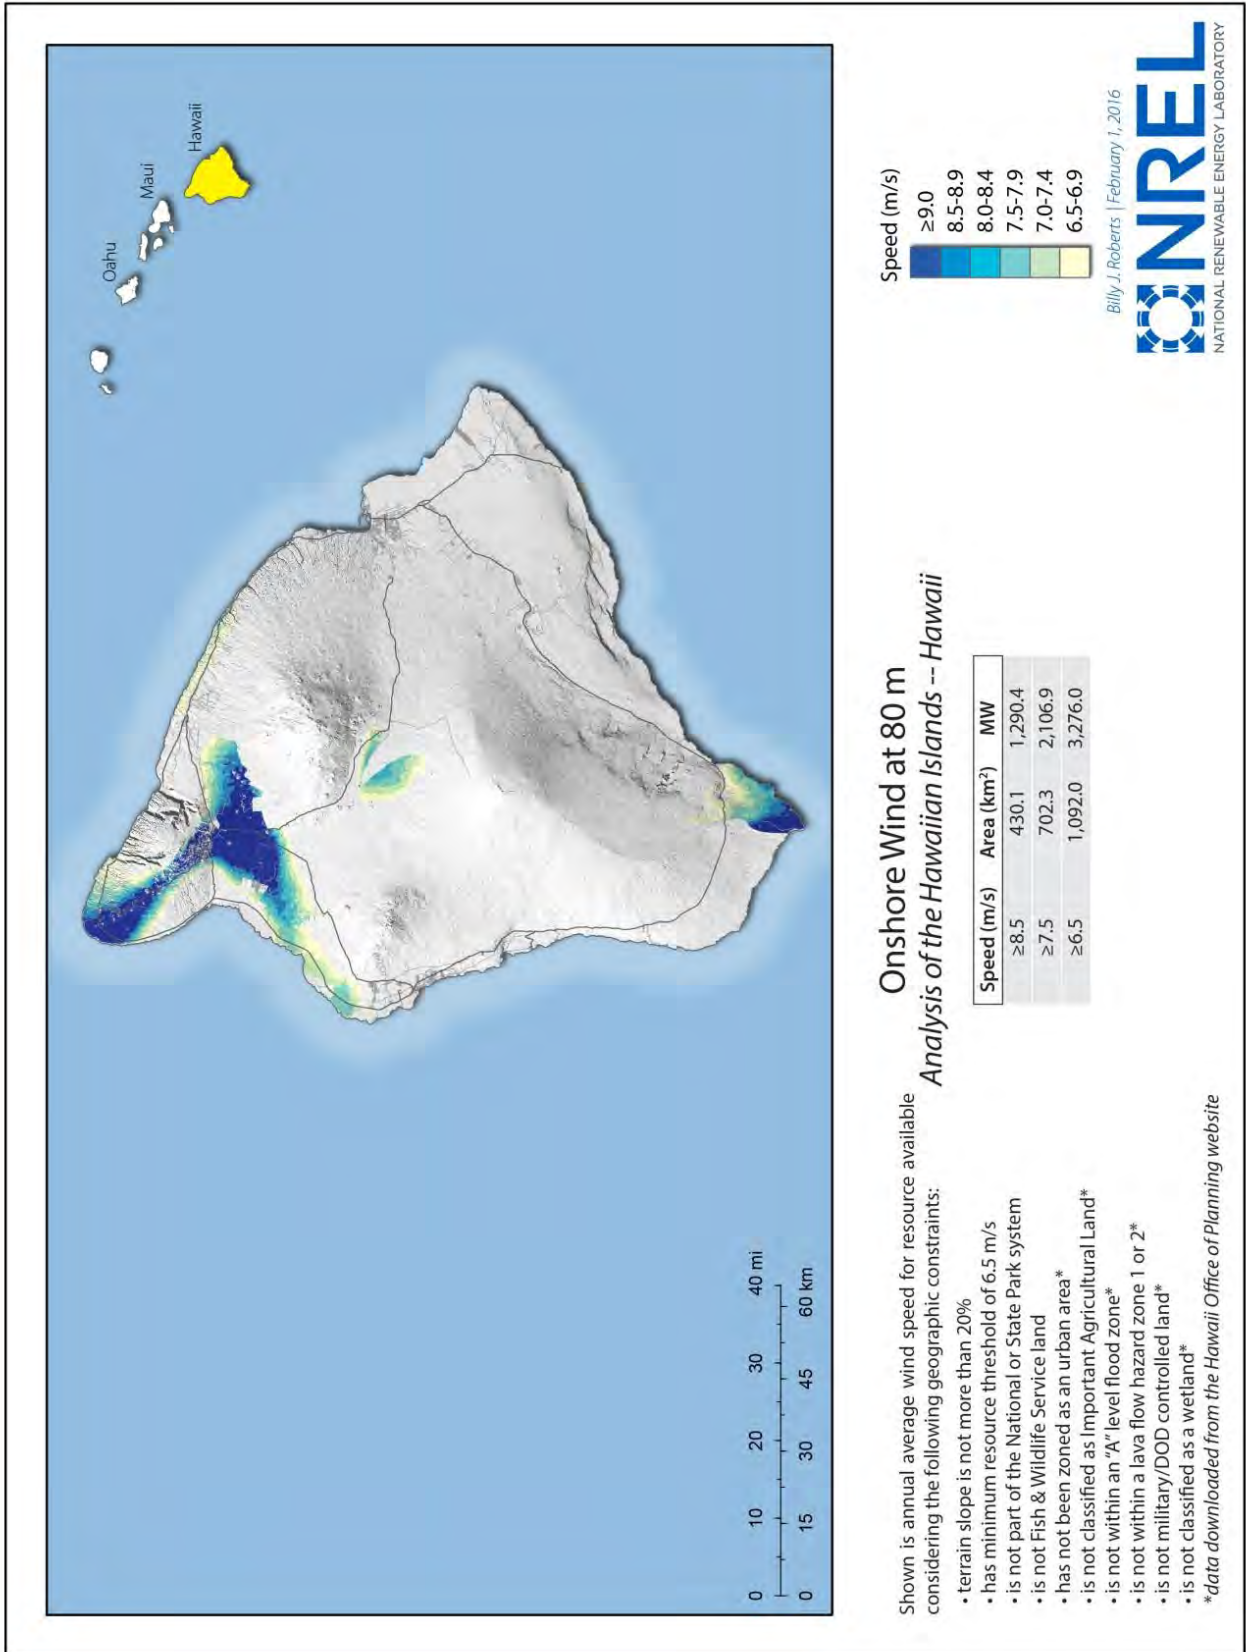 Oahu
Maui
Hawaii
0 10 20 30 40 mi
0 15 30 45 60 km
Onshore Wind at 80 m
Analysis of the Hawaiian Islands -- Hawaii
Shown is annual average wind speed for resource available
considering the following geographic constraints:
• terrain slope is not more than 20%
• has minimum resource threshold of 6.5 m/s
• is not part of the National or State Park system
• is not Fish & Wildlife Service land
• has not been zoned as an urban area*
• is not classified as Important Agricultural Land*
• is not within an "A" level flood zone*
• is not within a lava flow hazard zone 1 or 2*
• is not military/DOD controlled land*
• is not classified as a wetland*
*data downloaded from the Hawaii Office of Planning website
Speed (m/s) Area (km²) MW
≥8.5 430.1 1,290.4
≥7.5 702.3 2,106.9
≥6.5 1,092.0 3,276.0
Speed (m/s)
≥9.0
8.5-8.9
8.0-8.4
7.5-7.9
7.0-7.4
6.5-6.9
Billy J. Roberts | February 1, 2016
NREL
NATIONAL RENEWABLE ENERGY LABORATORY